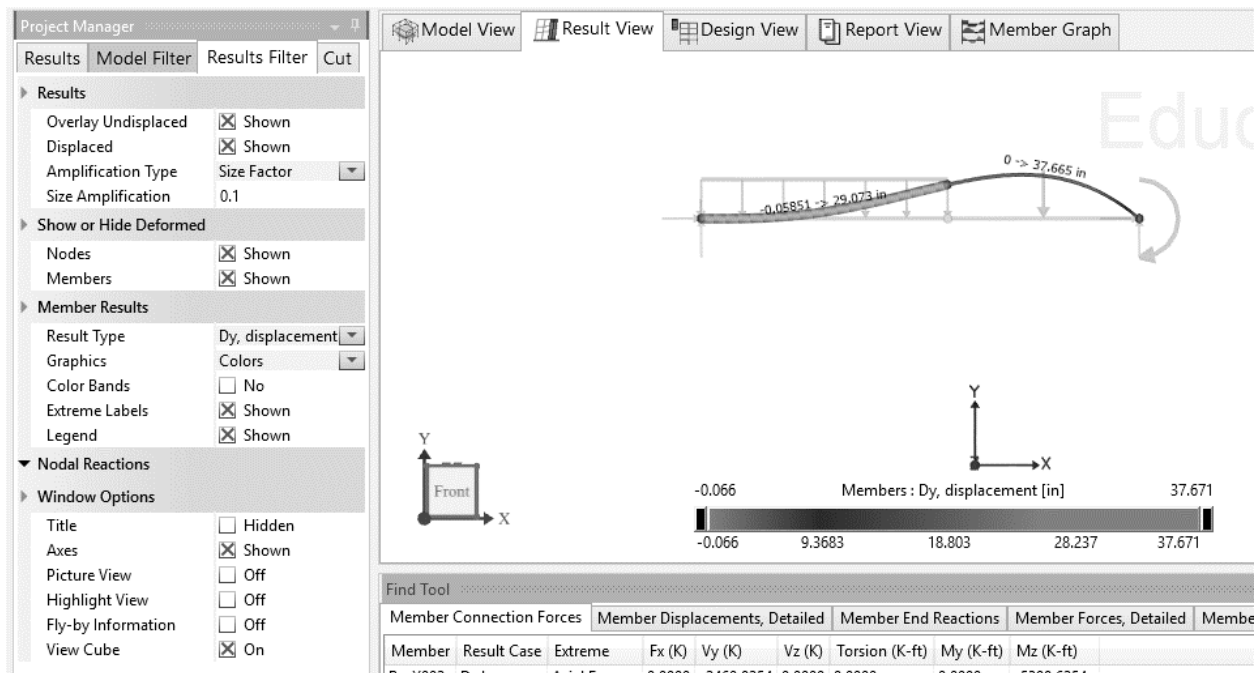 Project Manager
Results Model Filter Results Filter Cut
Results
Overlay Undisplaced Shown
Displaced Shown
Amplification Type Size Factor
Size Amplification 0.1
Show or Hide Deformed
Nodes Shown
Members Shown
Member Results
Result Type Dy, displacement
Graphics Colors
Color Bands No
Extreme Labels Shown
Legend Shown
Nodal Reactions
Window Options
Title Hidden
Axes Shown
Picture View Off
Highlight View Off
Fly-by Information Off
View Cube On
Model View Result View Design View Report View Member Graph
Educ
0 -> 37.665 in
-0.05851 -> 29.073 in
Y
X
Y
Front
X
-0.066 Members : Dy, displacement [in] 37.671
-0.066 9.3683 18.803 28.237 37.671
Find Tool
Member Connection Forces Member Displacements, Detailed Member End Reactions Member Forces, Detailed Membe
Member Result Case Extreme Fx (K) Vy (K) Vz (K) Torsion (K-ft) My (K-ft) Mz (K-ft)